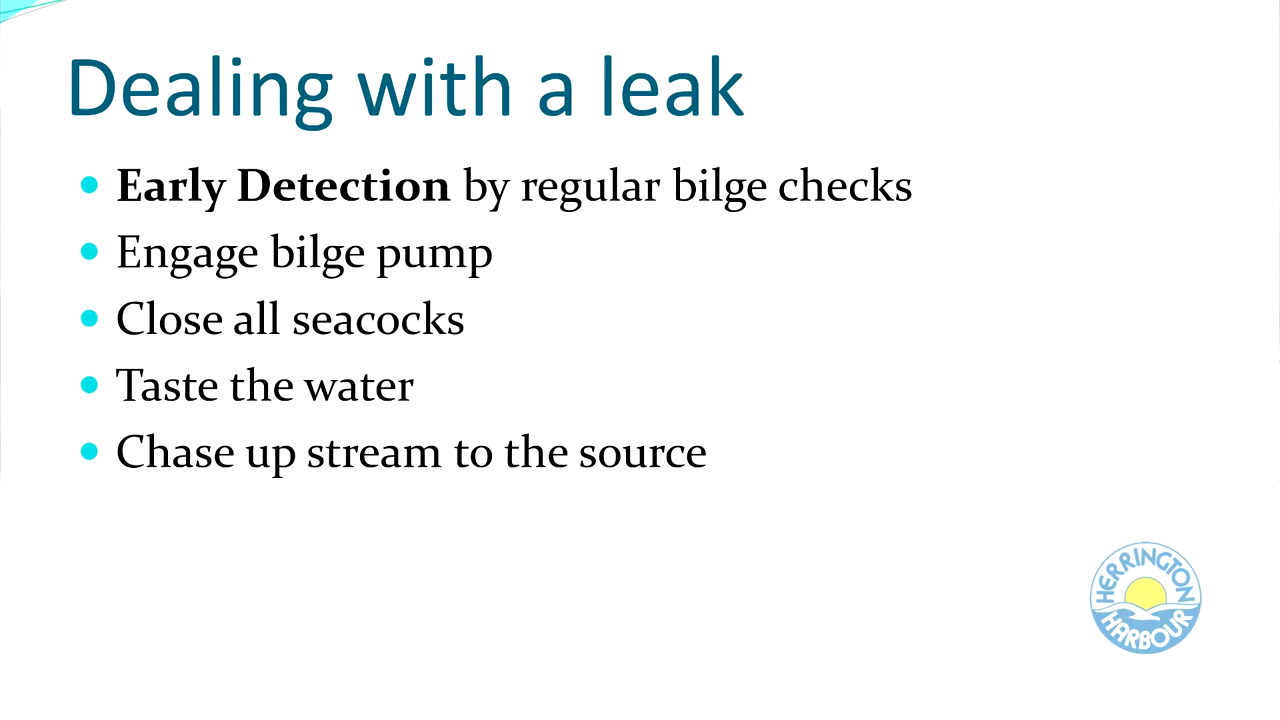 Dealing with a leak
Early Detection by regular bilge checks
Engage bilge pump
Close all seacocks
Taste the water
Chase up stream to the source
HERRINGTON
HARBOUR